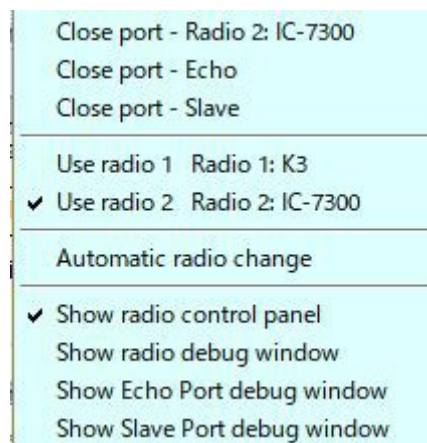 Close port - Radio 2: IC-7300
Close port - Echo
Close port - Slave
Use radio 1 Radio 1: K3
✓ Use radio 2 Radio 2: IC-7300
Automatic radio change
✓ Show radio control panel
Show radio debug window
Show Echo Port debug window
Show Slave Port debug window